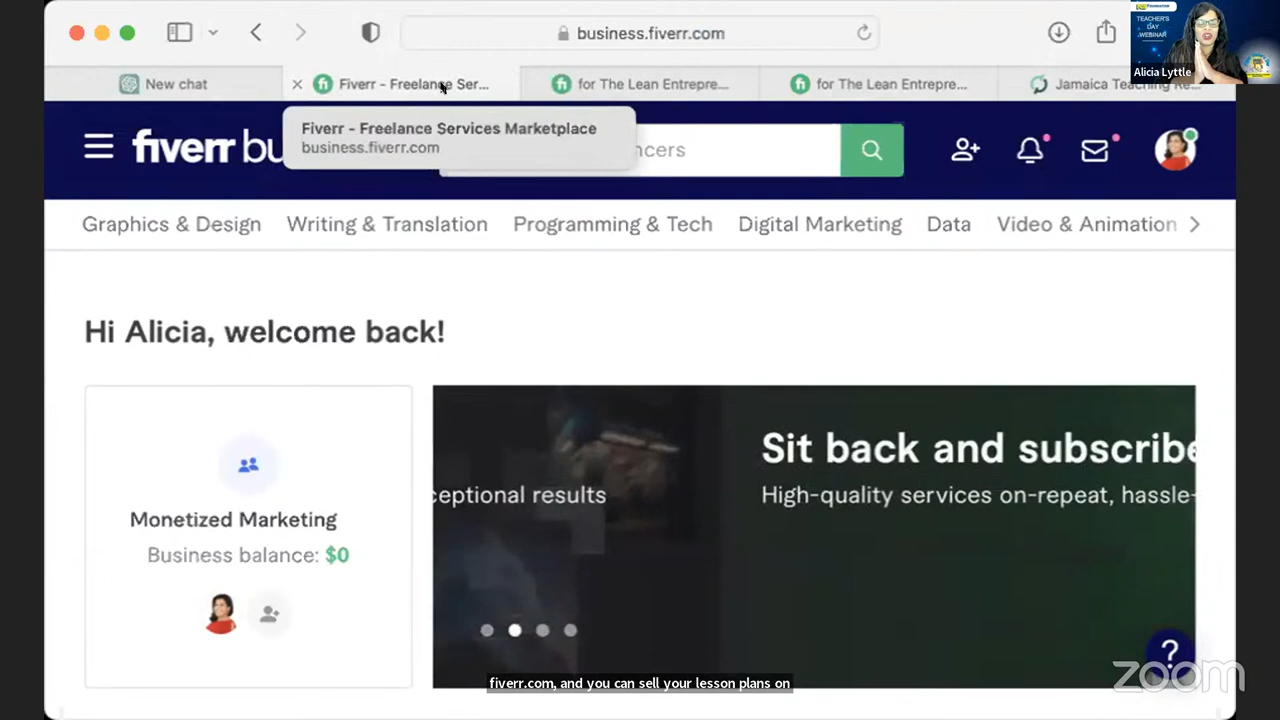 business.fiverr.com
TEACHER'S
DAY
WEBINAR
Alicia Lyttle
New chat
Fiverr - Freelance Ser...
for The Lean Entrepre...
for The Lean Entrepre...
Jamaica Teaching Re...
Fiverr - Freelance Services Marketplace
business.fiverr.com
fiverr bu
ncers
Graphics & Design
Writing & Translation
Programming & Tech
Digital Marketing
Data
Video & Animation
Hi Alicia, welcome back!
Monetized Marketing
Business balance: $0
ceptional results
Sit back and subscribe
High-quality services on-repeat, hassle-
?
zoom
fiverr.com, and you can sell your lesson plans on